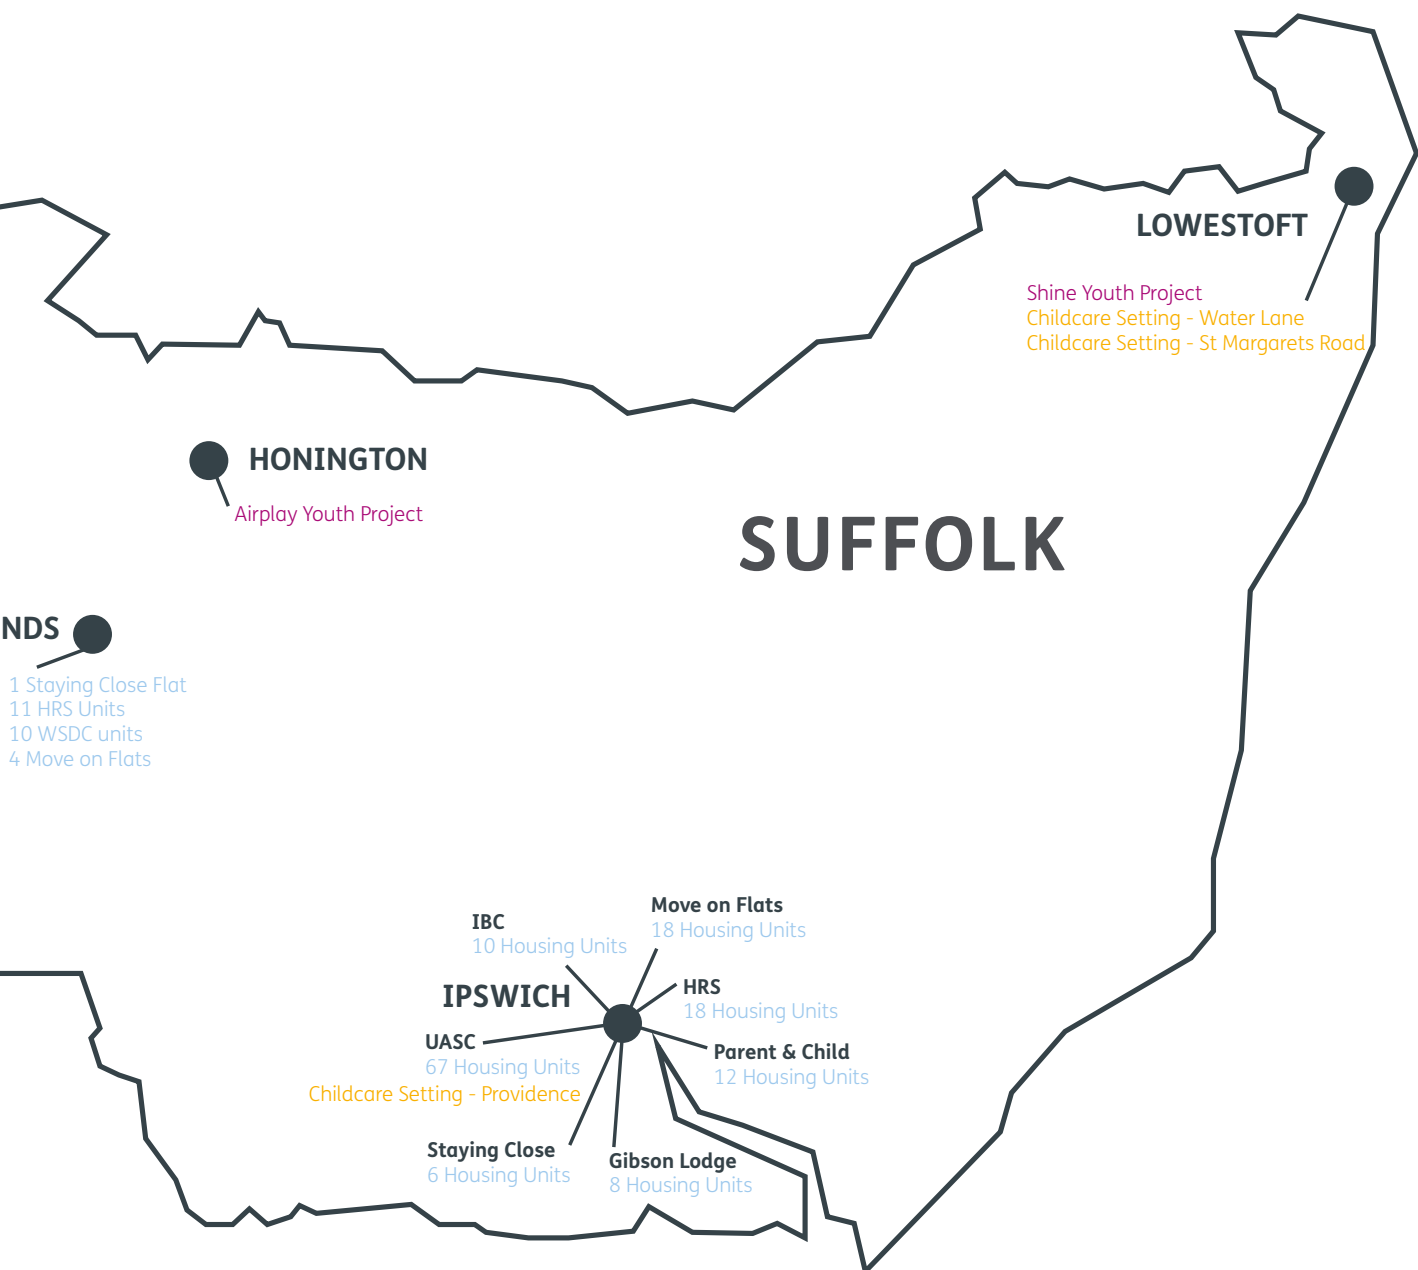 LOWESTOFT
Shine Youth Project
Childcare Setting - Water Lane
Childcare Setting - St Margarets Road
HONINGTON
Airplay Youth Project
SUFFOLK
NDS
1 Staying Close Flat
11 HRS Units
10 WSDC units
4 Move on Flats
IBC
10 Housing Units
Move on Flats
18 Housing Units
IPSWICH
HRS
18 Housing Units
UASC
67 Housing Units
Childcare Setting - Providence
Parent & Child
12 Housing Units
Staying Close
6 Housing Units
Gibson Lodge
8 Housing Units